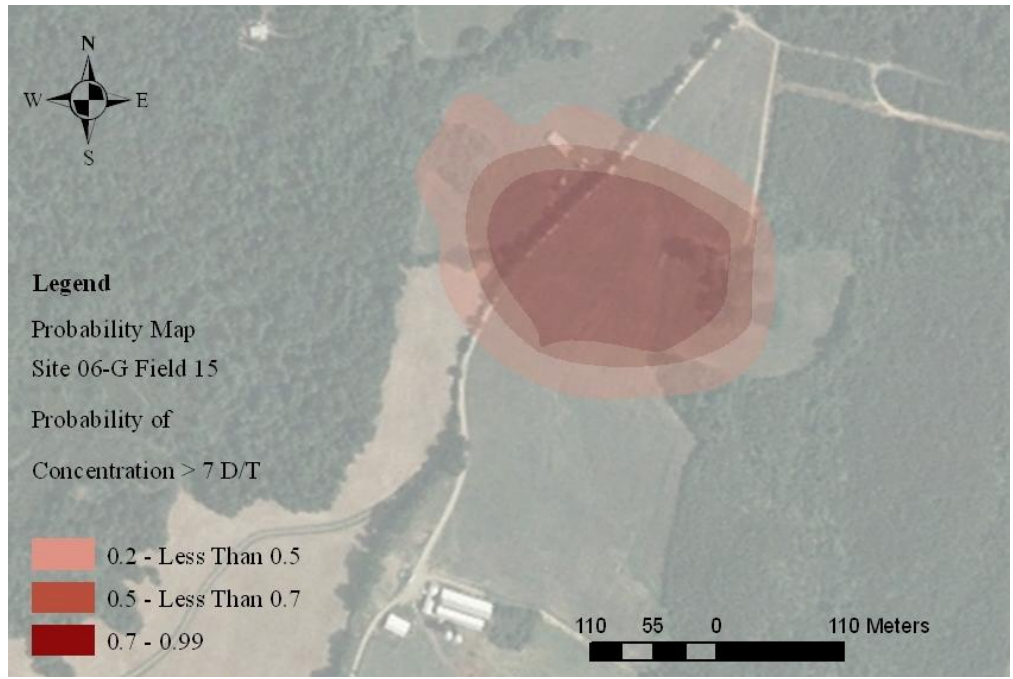 N
W E
S
Legend
Probability Map
Site 06-G Field 15
Probability of
Concentration > 7 D/T
0.2 - Less Than 0.5
0.5 - Less Than 0.7
0.7 - 0.99
110 55 0 110 Meters